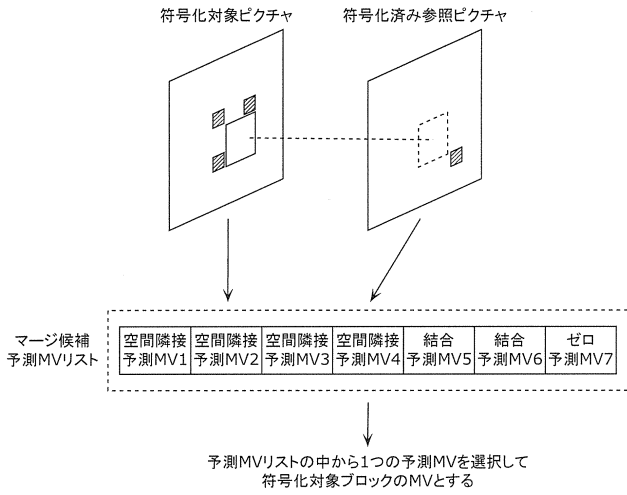 符号化対象ピクチャ
符号化済み参照ピクチャ
マージ候補
予測MVリスト
空間隣接
予測MV1
空間隣接
予測MV2
空間隣接
予測MV3
空間隣接
予測MV4
結合
予測MV5
結合
予測MV6
ゼロ
予測MV7
予測MVリストの中から1つの予測MVを選択して
符号化対象ブロックのMVとする